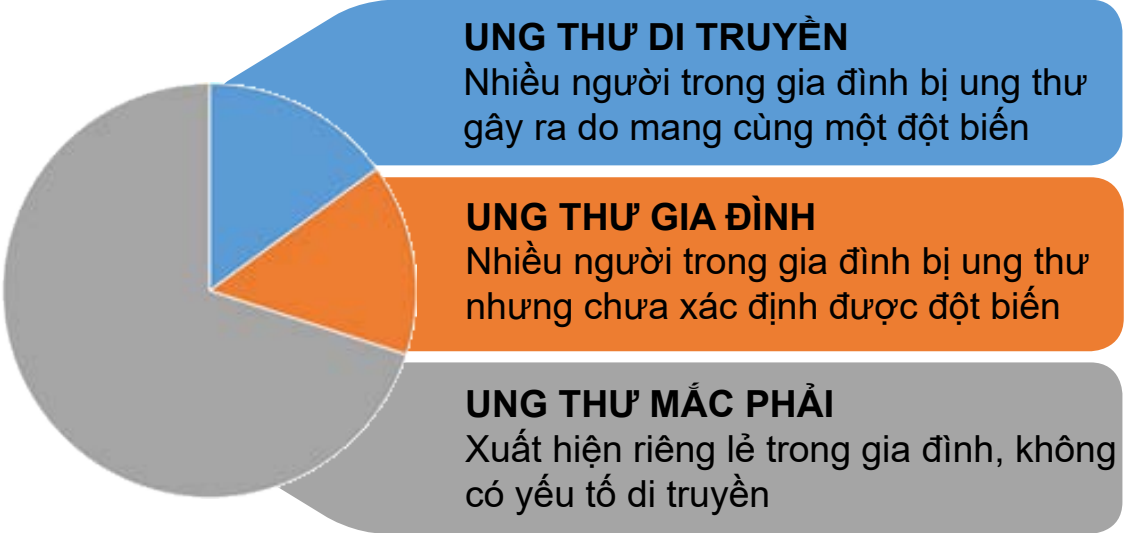 UNG THƯ DI TRUYỀN
Nhiều người trong gia đình bị ung thư
gây ra do mang cùng một đột biến
UNG THƯ GIA ĐÌNH
Nhiều người trong gia đình bị ung thư
nhưng chưa xác định được đột biến
UNG THƯ MẮC PHẢI
Xuất hiện riêng lẻ trong gia đình, không
có yếu tố di truyền